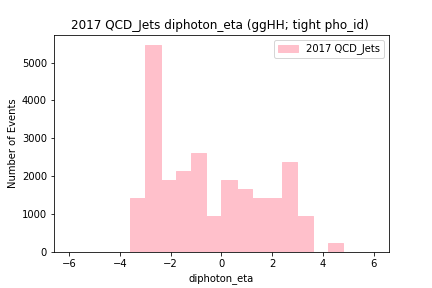 2017 QCD_Jets diphoton_eta (ggHH; tight pho_id)
2017 QCD_Jets
Number of Events
5000
4000
3000
2000
1000
0
−6 −4 −2 0 2 4 6
diphoton_eta